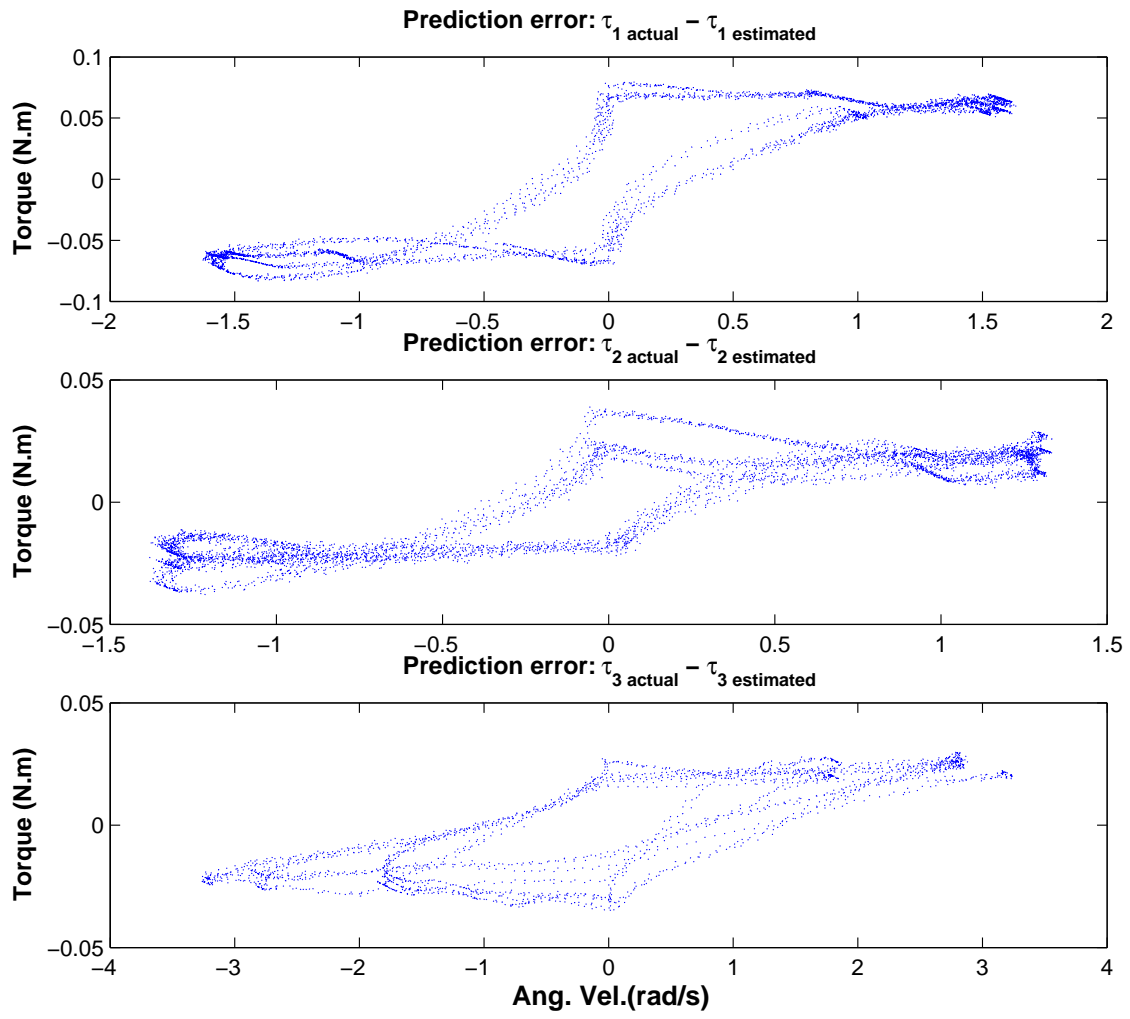 Prediction error: τ1 actual − τ1 estimated
0.1
0.05
0
−0.05
−0.1
Torque (N.m)
−2 −1.5 −1 −0.5 0 0.5 1 1.5 2
Prediction error: τ2 actual − τ2 estimated
0.05
0
−0.05
Torque (N.m)
−1.5 −1 −0.5 0 0.5 1 1.5
Prediction error: τ3 actual − τ3 estimated
0.05
0
−0.05
Torque (N.m)
−4 −3 −2 −1 0 1 2 3 4
Ang. Vel.(rad/s)